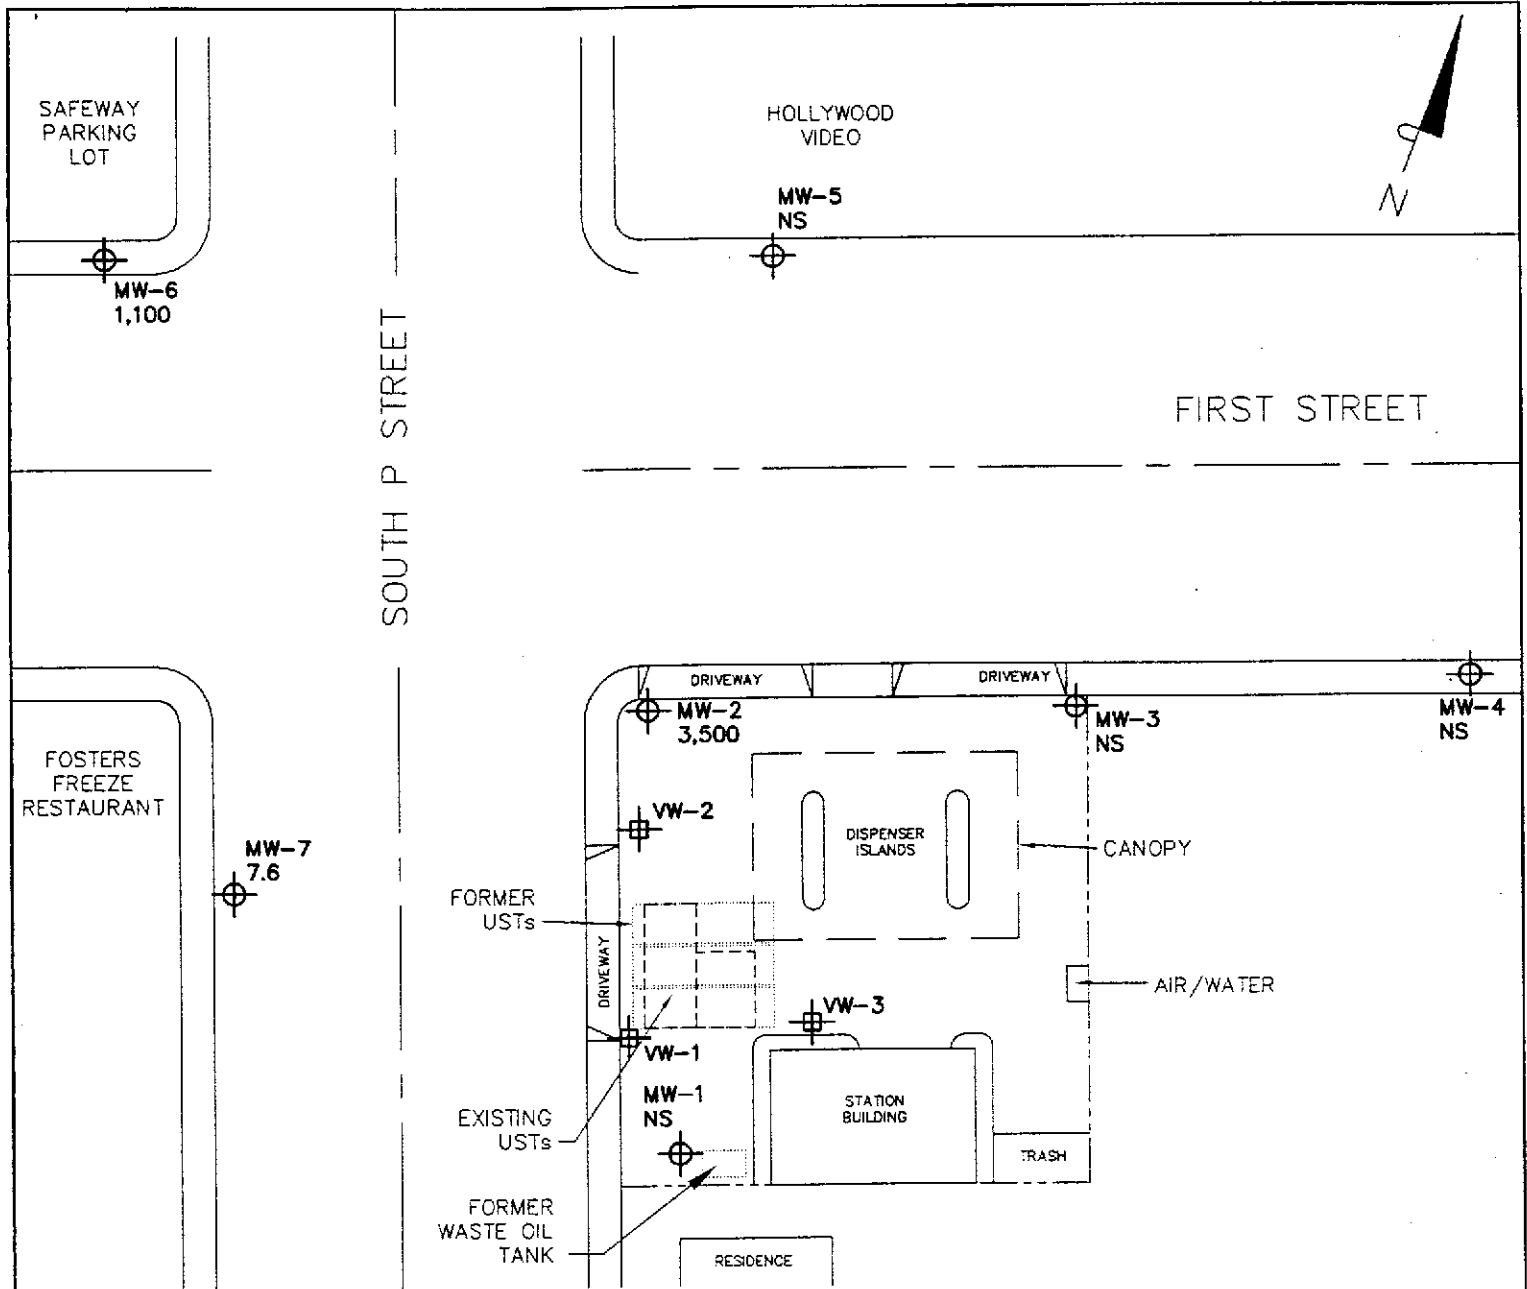 SAFEWAY
PARKING
LOT
HOLLYWOOD
VIDEO
N
MW-5
NS
MW-6
1,100
SOUTH P STREET
FIRST STREET
DRIVEWAY
DRIVEWAY
MW-2
3,500
MW-3
NS
MW-4
NS
FOSTERS
FREEZE
RESTAURANT
VW-2
DISPENSER
ISLANDS
CANOPY
MW-7
7.6
FORMER
USTs
DRIVEWAY
AIR/WATER
VW-3
VW-1
MW-1
NS
STATION
BUILDING
EXISTING
USTs
TRASH
FORMER
WASTE OIL
TANK
RESIDENCE